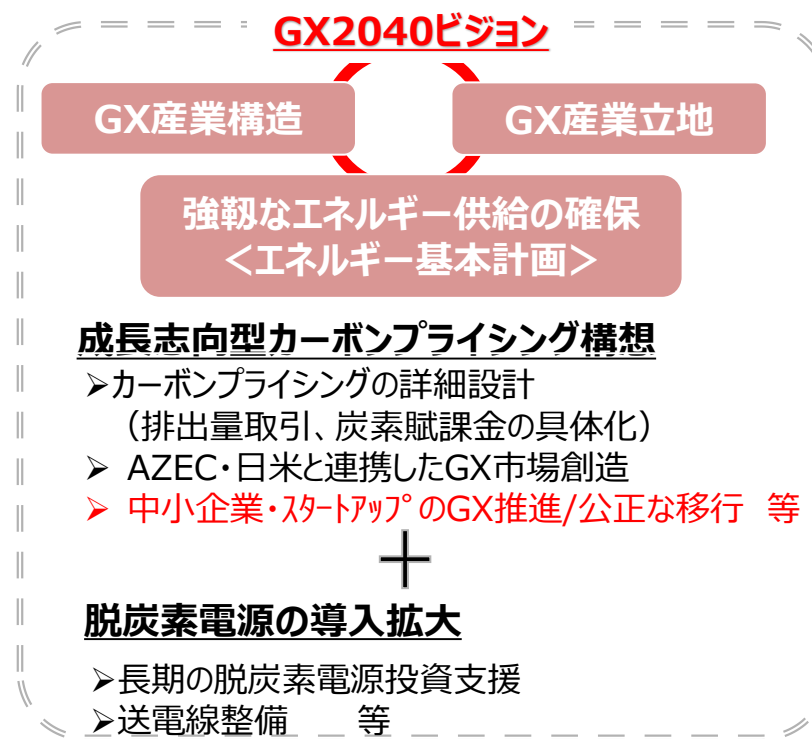 GX2040ビジョン
GX産業構造
GX産業立地
強靱なエネルギー供給の確保
＜エネルギー基本計画＞
成長志向型カーボンプライシング構想
➢カーボンプライシングの詳細設計
（排出量取引、炭素賦課金の具体化）
➢ AZEC・日米と連携したGX市場創造
➢ 中小企業・ｽﾀｰﾄｱｯﾌﾟのGX推進/公正な移行 等
＋
脱炭素電源の導入拡大
➢長期の脱炭素電源投資支援
➢送電線整備 等